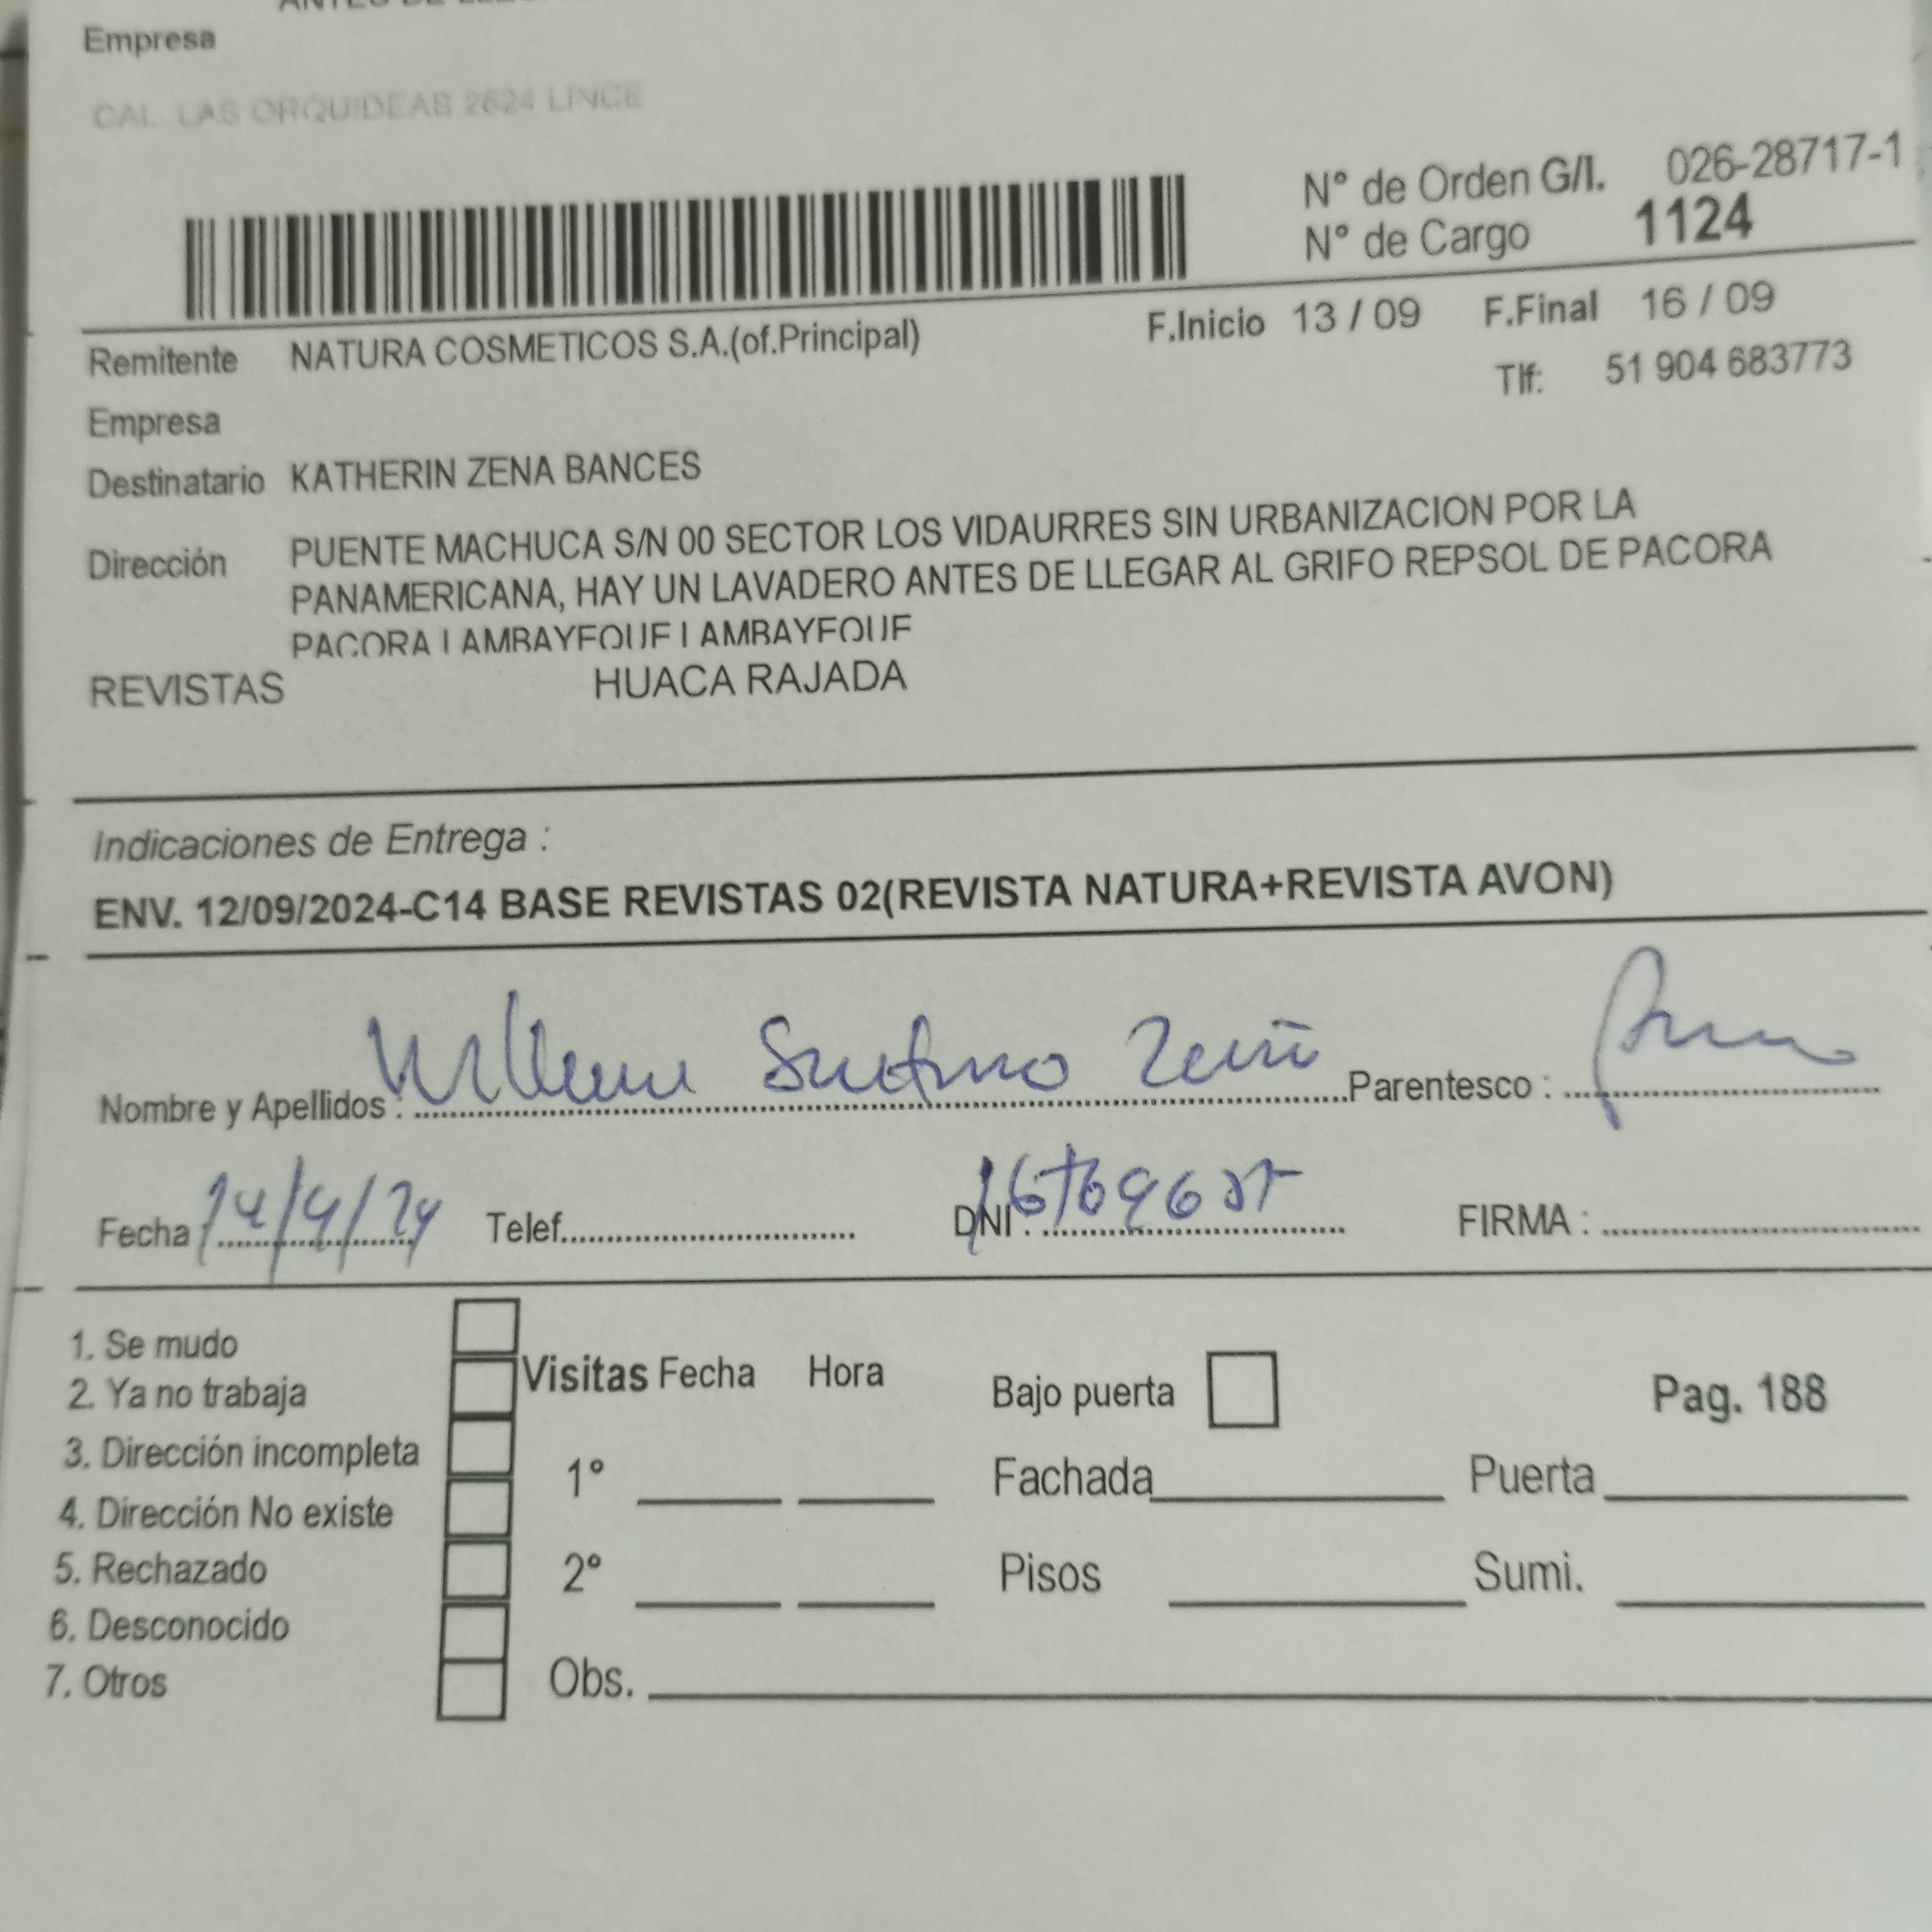 Empresa
CAL. LAS ORQUIDEAS 2624 LINCE
N° de Orden G/I. 026-28717-1
N° de Cargo 1124
Remitente NATURA COSMETICOS S.A.(of.Principal) F.Inicio 13 / 09 F.Final 16 / 09
Tlf: 51 904 683773
Empresa
Destinatario KATHERIN ZENA BANCES
Dirección PUENTE MACHUCA S/N 00 SECTOR LOS VIDAURRES SIN URBANIZACION POR LA
PANAMERICANA, HAY UN LAVADERO ANTES DE LLEGAR AL GRIFO REPSOL DE PACORA
PACORA LAMBAYEQUE LAMBAYEQUE
REVISTAS HUACA RAJADA
Indicaciones de Entrega :
ENV. 12/09/2024-C14 BASE REVISTAS 02(REVISTA NATURA+REVISTA AVON)
Nombre y Apellidos : Parentesco :
Fecha 14/9/24 Telef. DNI : FIRMA :
1. Se mudo
2. Ya no trabaja
3. Dirección incompleta
4. Dirección No existe
5. Rechazado
6. Desconocido
7. Otros
Visitas Fecha Hora
1°
2°
Obs.
Bajo puerta Pag. 188
Fachada Puerta
Pisos Sumi.